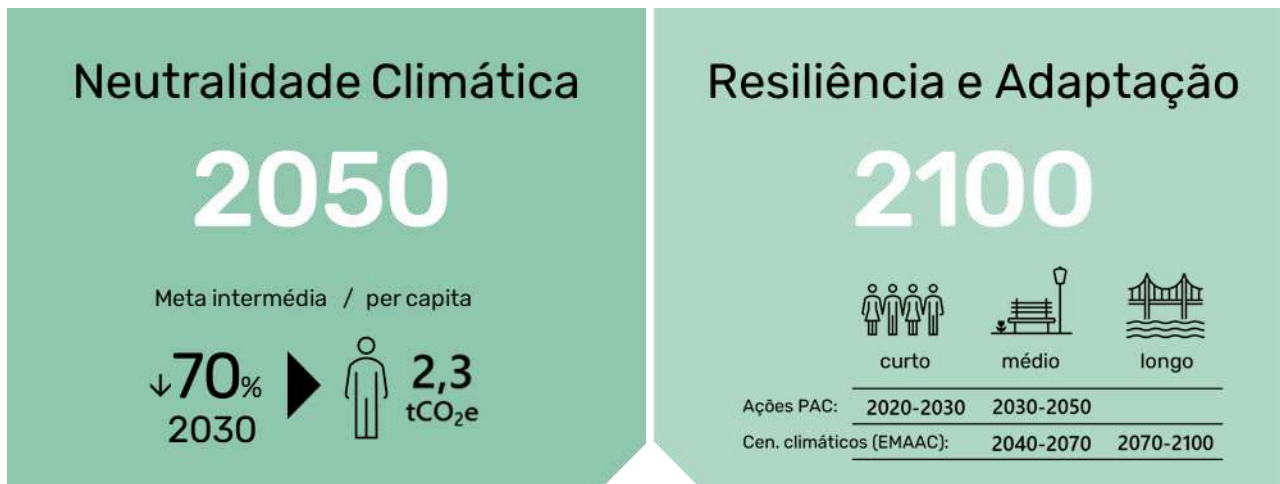 Neutralidade Climática
2050
Meta intermédia / per capita
↓70%
2030
2,3
tCO₂e
Resiliência e Adaptação
2100
curto médio longo
Ações PAC: 2020-2030 2030-2050
Cen. climáticos (EMAAC): 2040-2070 2070-2100